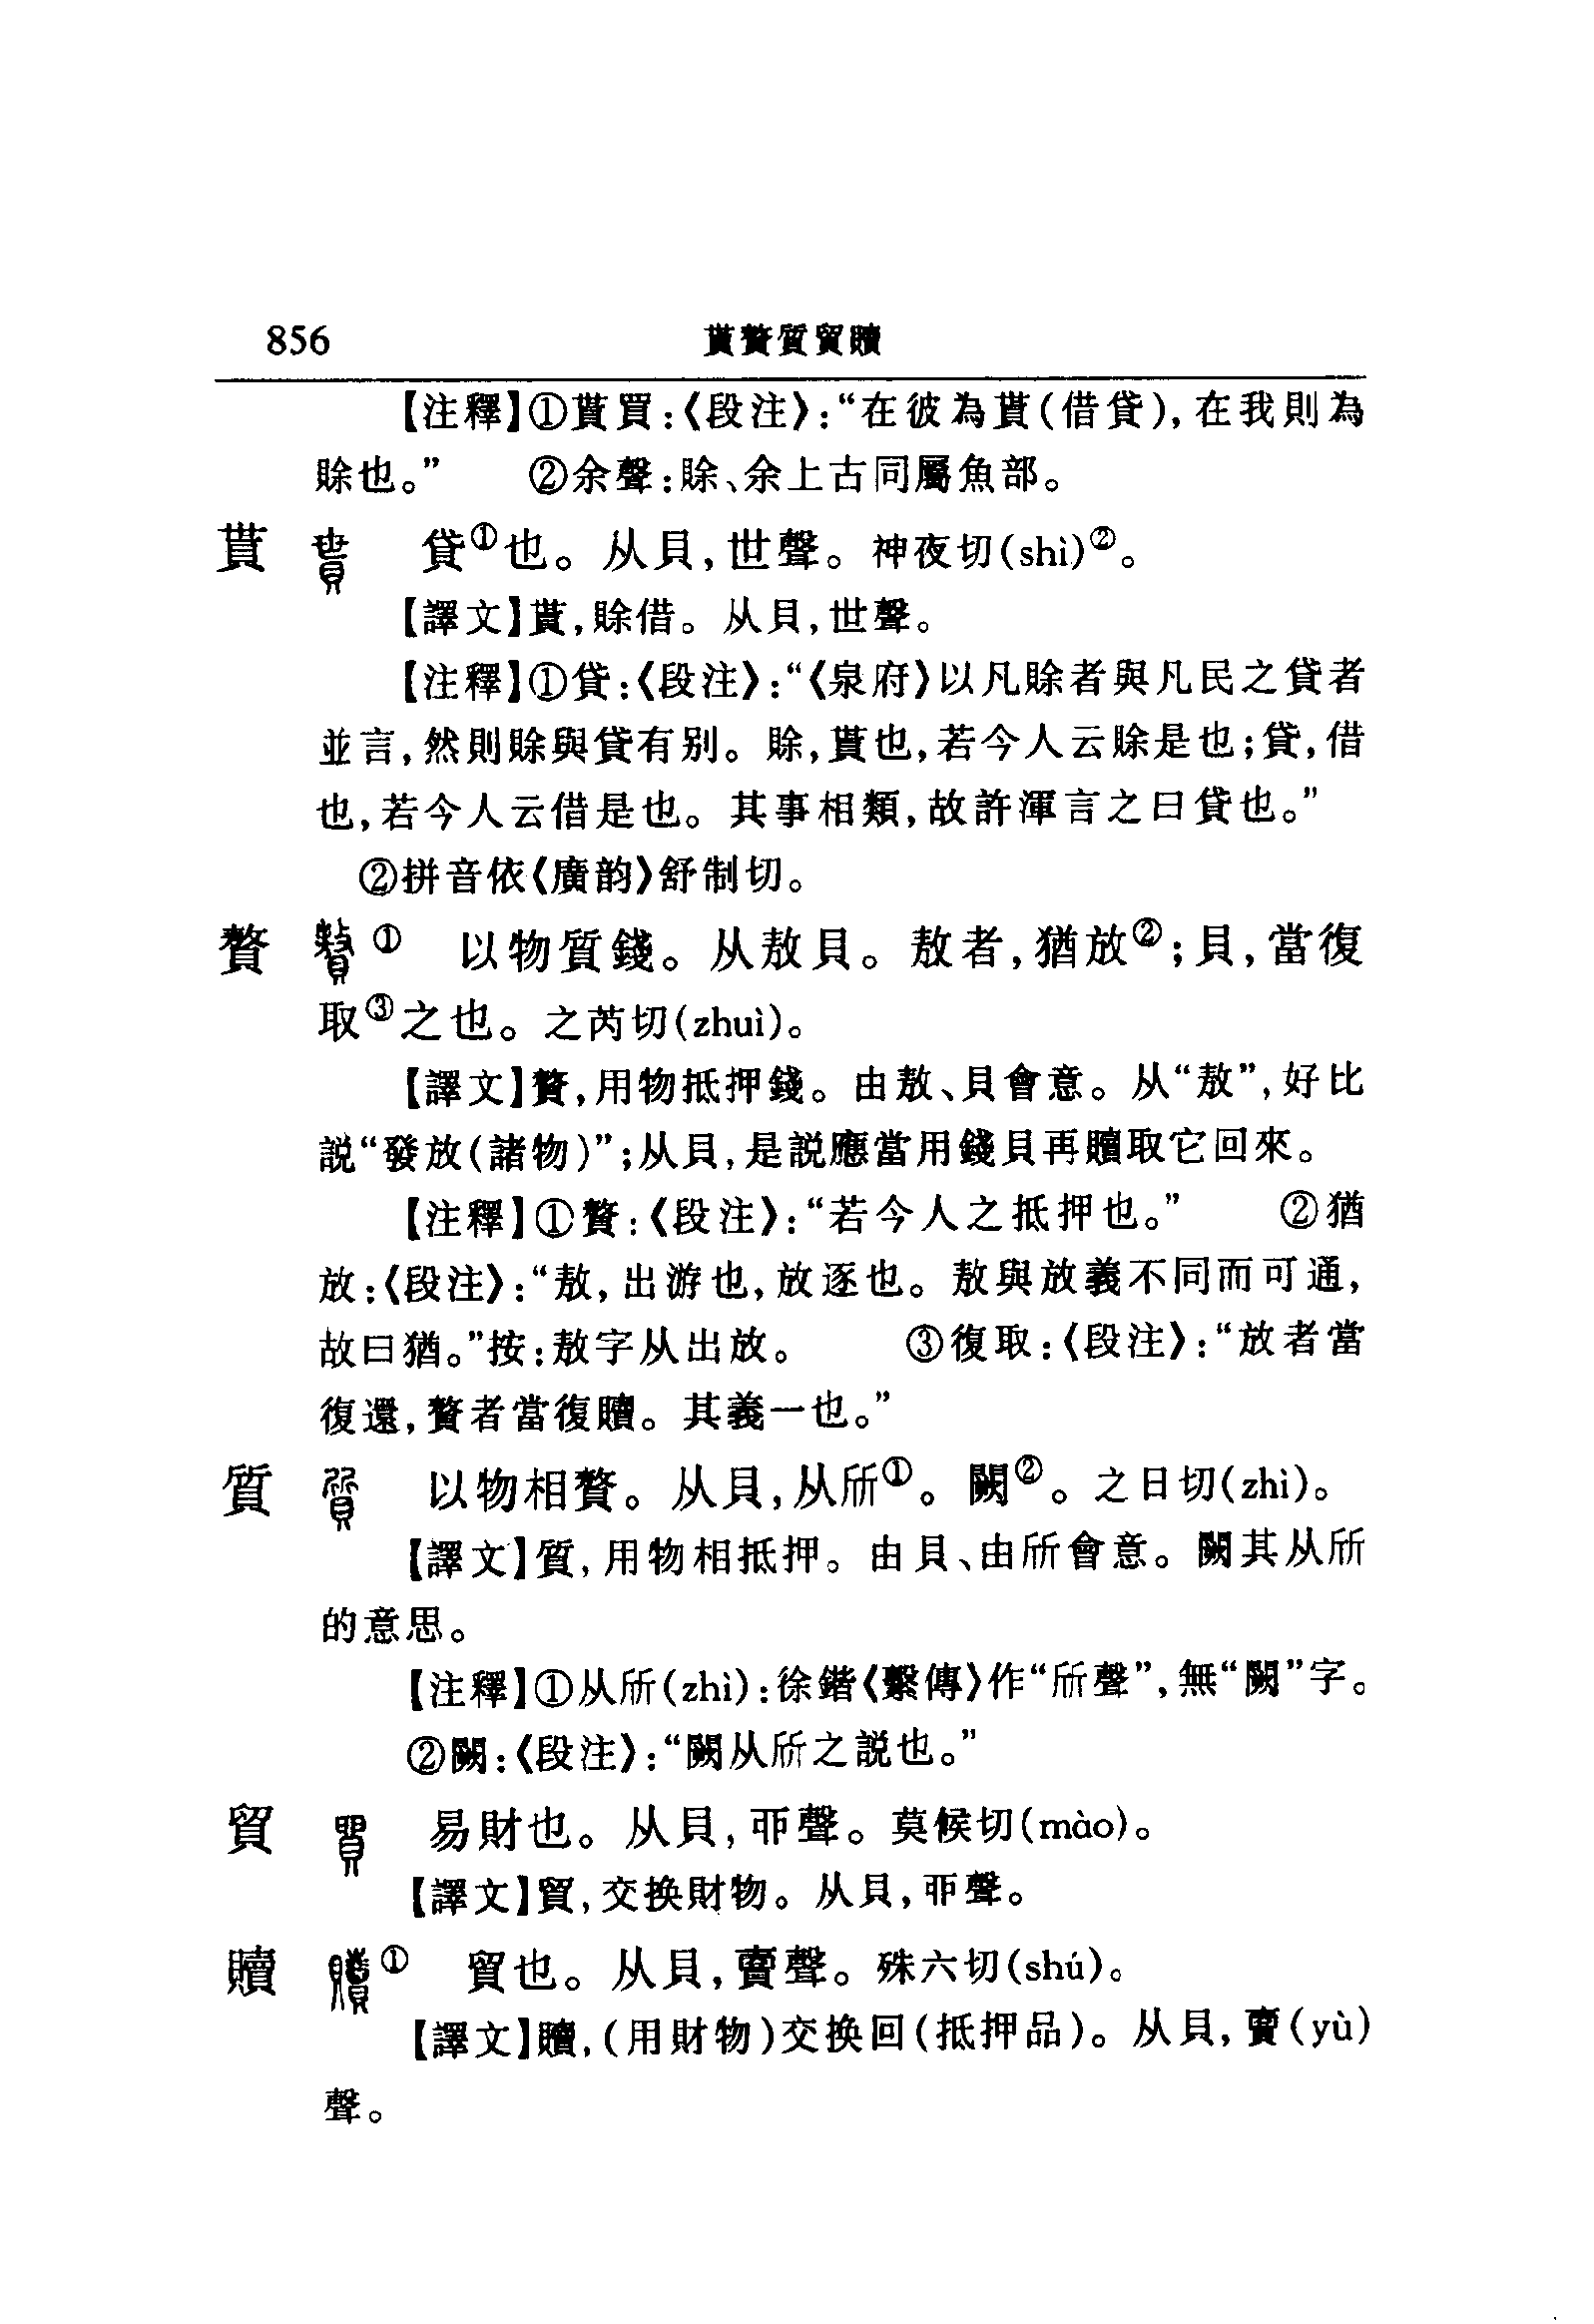 856 貰贅質貿贖
【注釋】①貰買:《段注》:“在彼為貰(借貸),在我則為
賒也。” ②余聲:賒、余上古同屬魚部。
貰 貸①也。从貝,世聲。神夜切(shì)②。
【譯文】貰,賒借。从貝,世聲。
【注釋】①貸:《段注》:“《泉府》以凡賒者與凡民之貸者
並言,然則賒與貸有别。賒,貰也,若今人云賒是也;貸,借
也,若今人云借是也。其事相類,故許渾言之曰貸也。”
②拼音依《廣韵》舒制切。
贅 ① 以物質錢。从敖貝。敖者,猶放②;貝,當復
取③之也。之芮切(zhuì)。
【譯文】贅,用物抵押錢。由敖、貝會意。从“敖”,好比
説“發放(諸物)”;从貝,是説應當用錢貝再贖取它回來。
【注釋】①贅:《段注》:“若今人之抵押也。” ②猶
放:《段注》:“敖,出游也,放逐也。敖與放義不同而可通,
故曰猶。”按:敖字从出放。 ③復取:《段注》:“放者當
復還,贅者當復贖。其義一也。”
質 以物相贅。从貝,从斦①。闕②。之日切(zhì)。
【譯文】質,用物相抵押。由貝、由斦會意。闕其从斦
的意思。
【注釋】①从斦(zhì):徐鍇《繫傳》作“斦聲”,無“闕”字。
②闕:《段注》:“闕从斦之説也。”
貿 易財也。从貝,丣聲。莫候切(mào)。
【譯文】貿,交换財物。从貝,丣聲。
贖 ① 貿也。从貝,𧶠聲。殊六切(shú)。
【譯文】贖,(用財物)交换回(抵押品)。从貝,𧶠(yù)
聲。